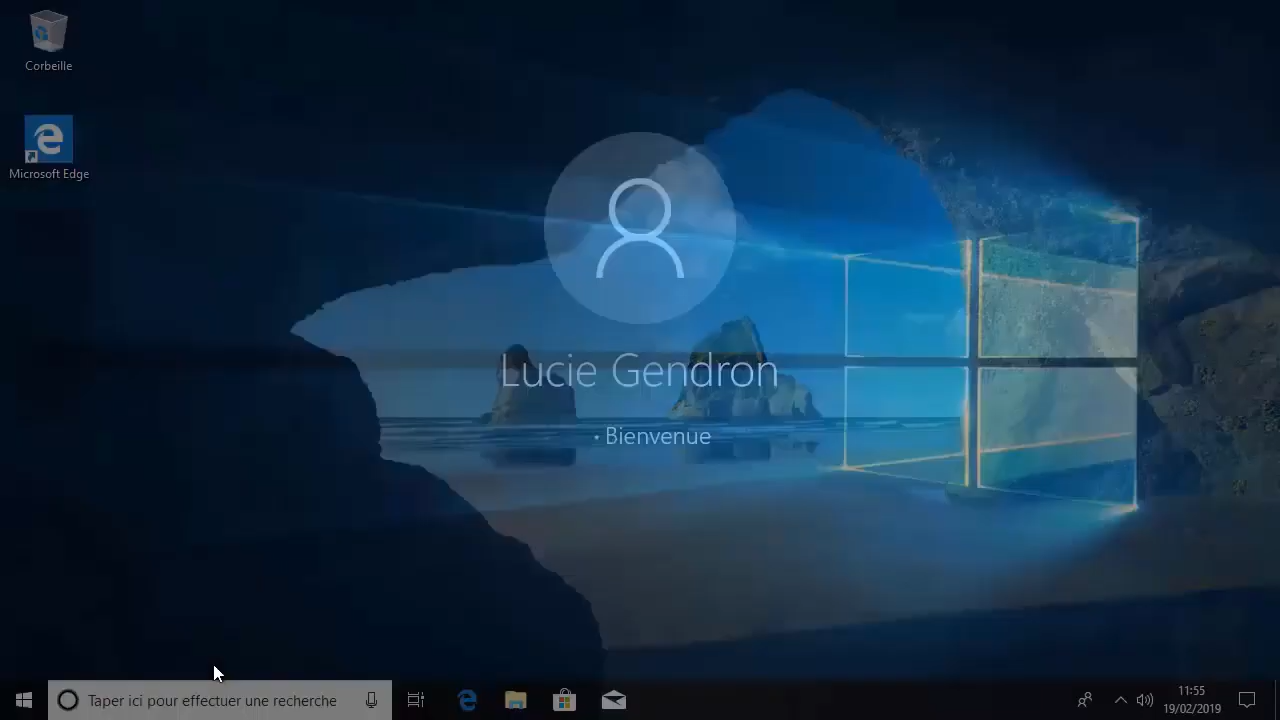 Corbeille
Microsoft Edge
Lucie Gendron
Bienvenue
Taper ici pour effectuer une recherche
11:55
19/02/2019